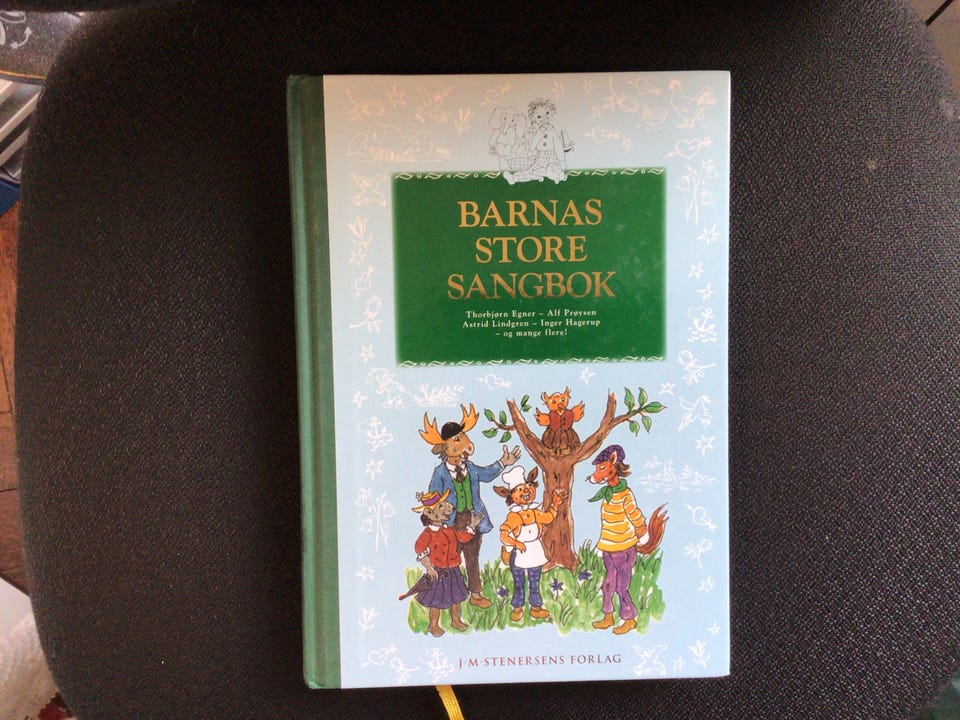 BARNAS
STORE
SANGBOK
Thorbjørn Egner – Alf Prøysen
Astrid Lindgren – Inger Hagerup
– og mange flere!
J·M·STENERSENS FORLAG